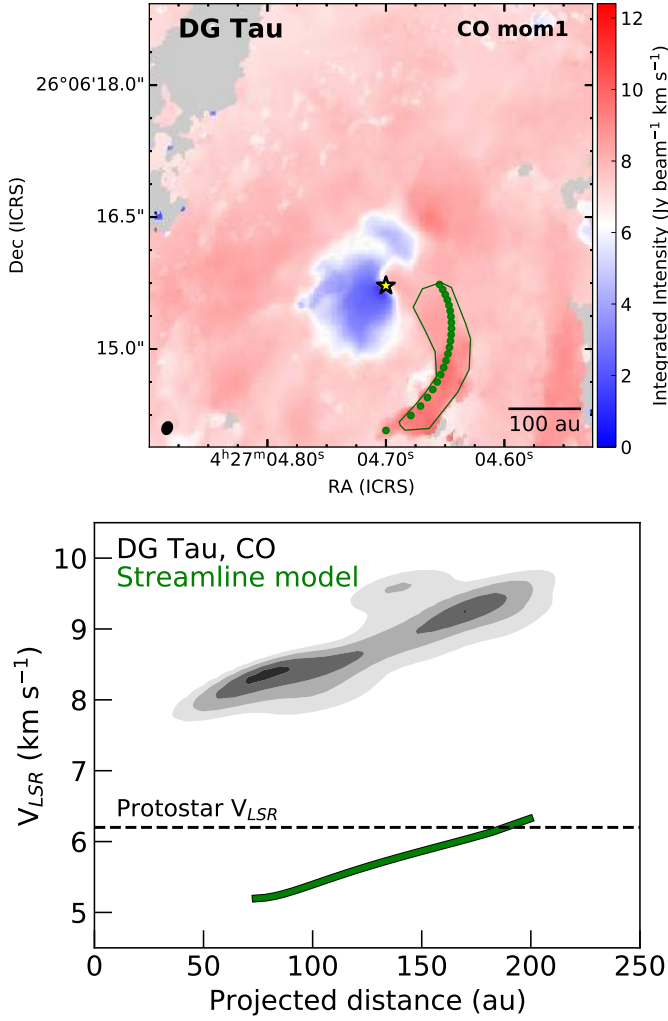 DG Tau
CO mom1
26°06'18.0"
16.5"
15.0"
Dec (ICRS)
100 au
4ʰ27ᵐ04.80ˢ
04.70ˢ
04.60ˢ
RA (ICRS)
12
10
8
6
4
2
0
Integrated Intensity (Jy beam⁻¹ km s⁻¹)
DG Tau, CO
Streamline model
Protostar V_LSR
10
9
8
7
6
5
V_LSR (km s⁻¹)
0
50
100
150
200
250
Projected distance (au)